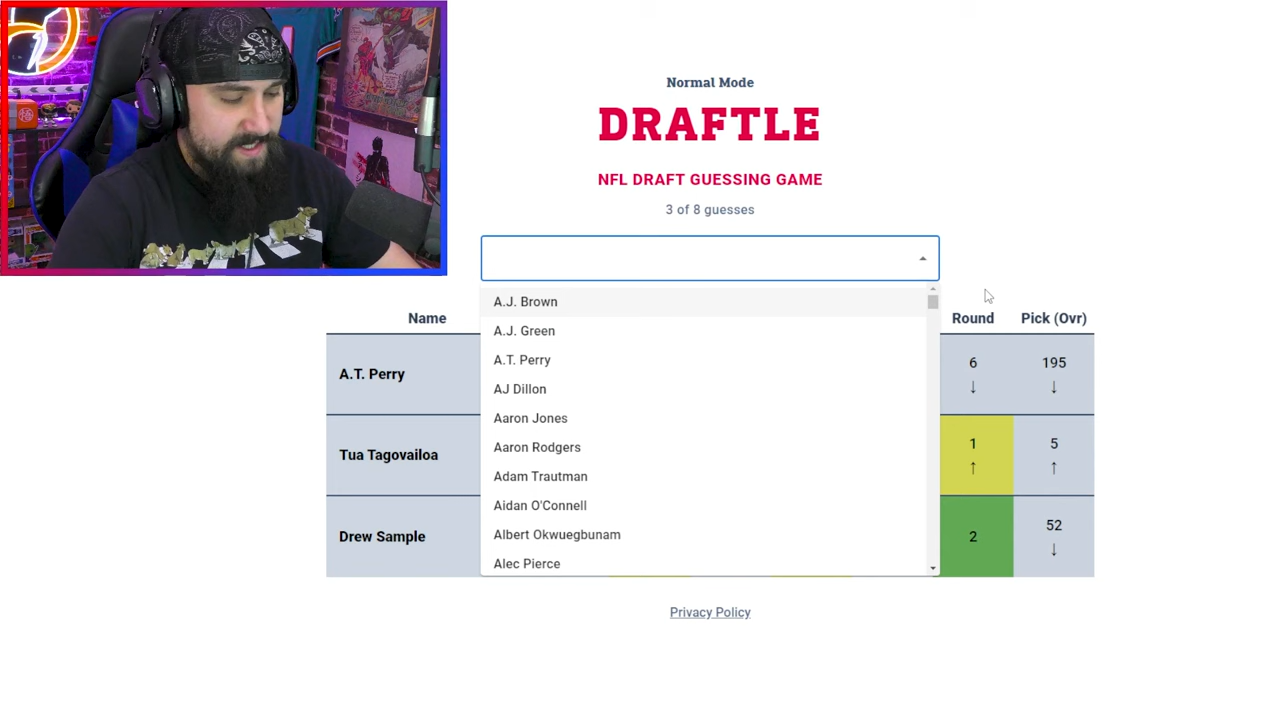 Normal Mode
DRAFTLE
NFL DRAFT GUESSING GAME
3 of 8 guesses
A.J. Brown
A.J. Green
A.T. Perry
AJ Dillon
Aaron Jones
Aaron Rodgers
Adam Trautman
Aidan O'Connell
Albert Okwuegbunam
Alec Pierce
Name Round Pick (Ovr)
A.T. Perry 6 195
↓ ↓
Tua Tagovailoa 1 5
↑ ↑
Drew Sample 2 52
↓
Privacy Policy